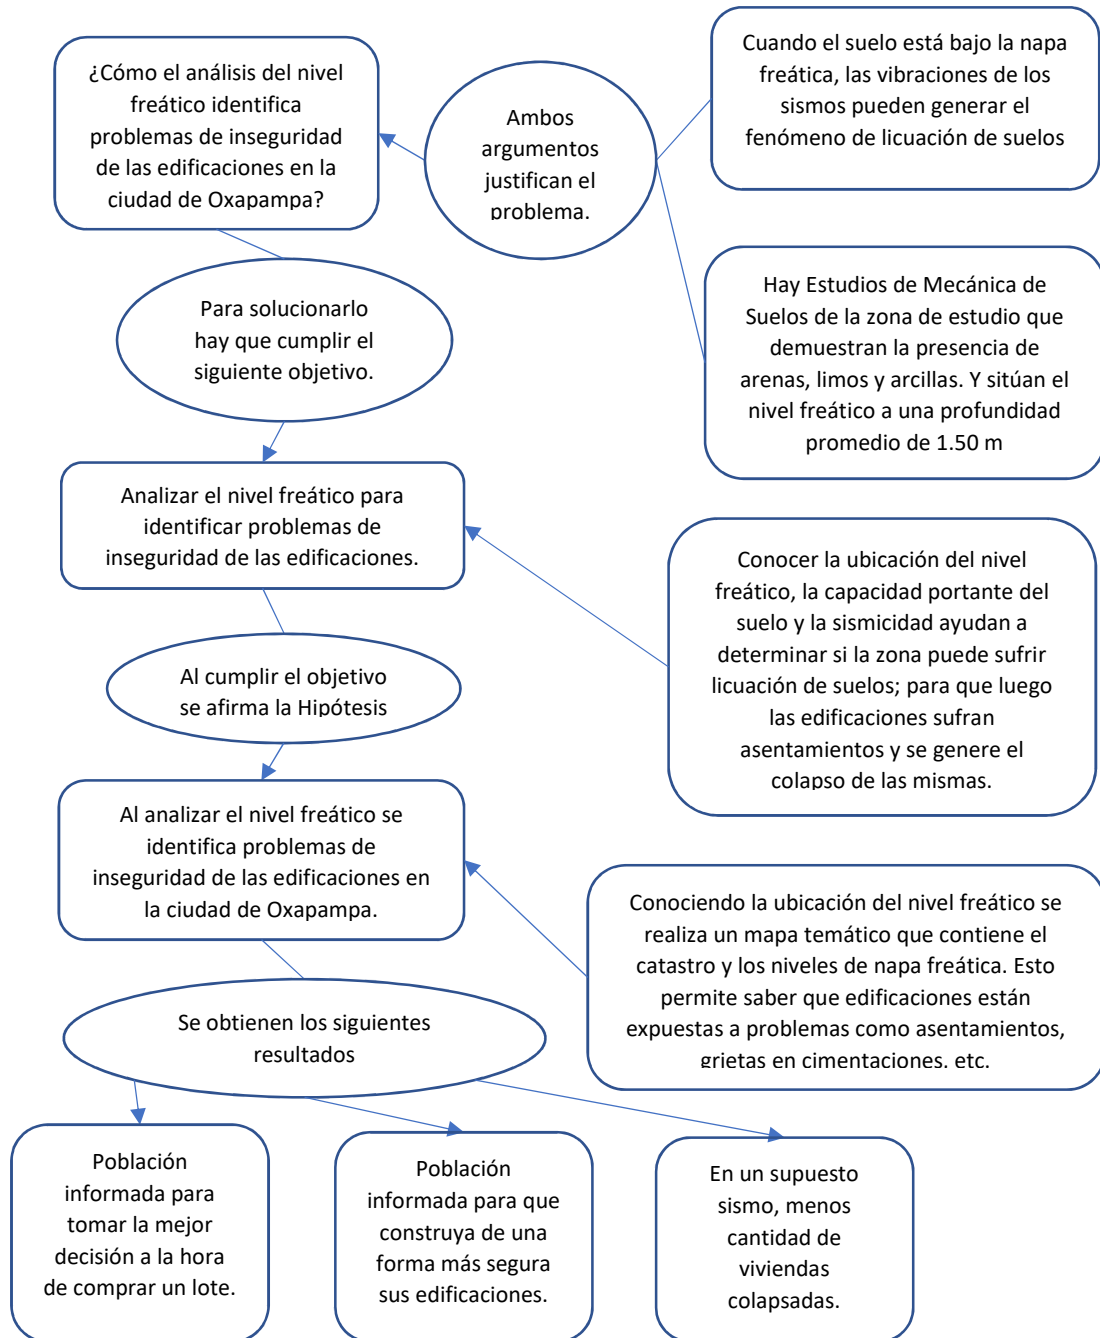 ¿Cómo el análisis del nivel
freático identifica
problemas de inseguridad
de las edificaciones en la
ciudad de Oxapampa?
Ambos
argumentos
justifican el
problema.
Cuando el suelo está bajo la napa
freática, las vibraciones de los
sismos pueden generar el
fenómeno de licuación de suelos
Hay Estudios de Mecánica de
Suelos de la zona de estudio que
demuestran la presencia de
arenas, limos y arcillas. Y sitúan el
nivel freático a una profundidad
promedio de 1.50 m
Para solucionarlo
hay que cumplir el
siguiente objetivo.
Analizar el nivel freático para
identificar problemas de
inseguridad de las edificaciones.
Conocer la ubicación del nivel
freático, la capacidad portante del
suelo y la sismicidad ayudan a
determinar si la zona puede sufrir
licuación de suelos; para que luego
las edificaciones sufran
asentamientos y se genere el
colapso de las mismas.
Al cumplir el objetivo
se afirma la Hipótesis
Al analizar el nivel freático se
identifica problemas de
inseguridad de las edificaciones en
la ciudad de Oxapampa.
Conociendo la ubicación del nivel freático se
realiza un mapa temático que contiene el
catastro y los niveles de napa freática. Esto
permite saber que edificaciones están
expuestas a problemas como asentamientos,
grietas en cimentaciones, etc.
Se obtienen los siguientes
resultados
Población
informada para
tomar la mejor
decisión a la hora
de comprar un lote.
Población
informada para que
construya de una
forma más segura
sus edificaciones.
En un supuesto
sismo, menos
cantidad de
viviendas
colapsadas.